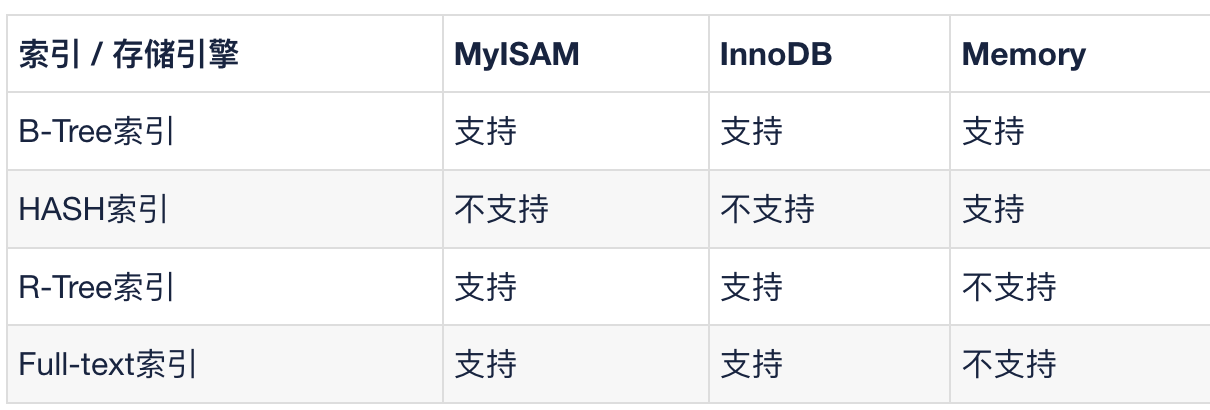 索引 / 存储引擎 MyISAM InnoDB Memory
B-Tree索引 支持 支持 支持
HASH索引 不支持 不支持 支持
R-Tree索引 支持 支持 不支持
Full-text索引 支持 支持 不支持